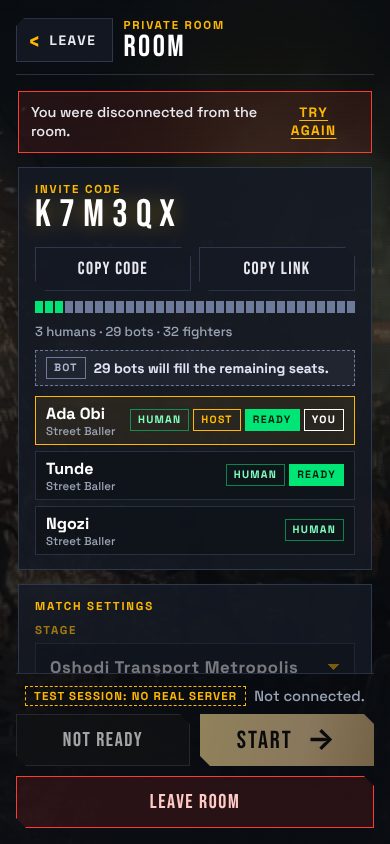 < LEAVE
PRIVATE ROOM
ROOM
You were disconnected from the
room.
TRY
AGAIN
INVITE CODE
K7M3QX
COPY CODE
COPY LINK
3 humans · 29 bots · 32 fighters
BOT 29 bots will fill the remaining seats.
Ada Obi
Street Baller
HUMAN HOST READY YOU
Tunde
Street Baller
HUMAN READY
Ngozi
Street Baller
HUMAN
MATCH SETTINGS
STAGE
Oshodi Transport Metropolis
TEST SESSION: NO REAL SERVER Not connected.
NOT READY
START →
LEAVE ROOM